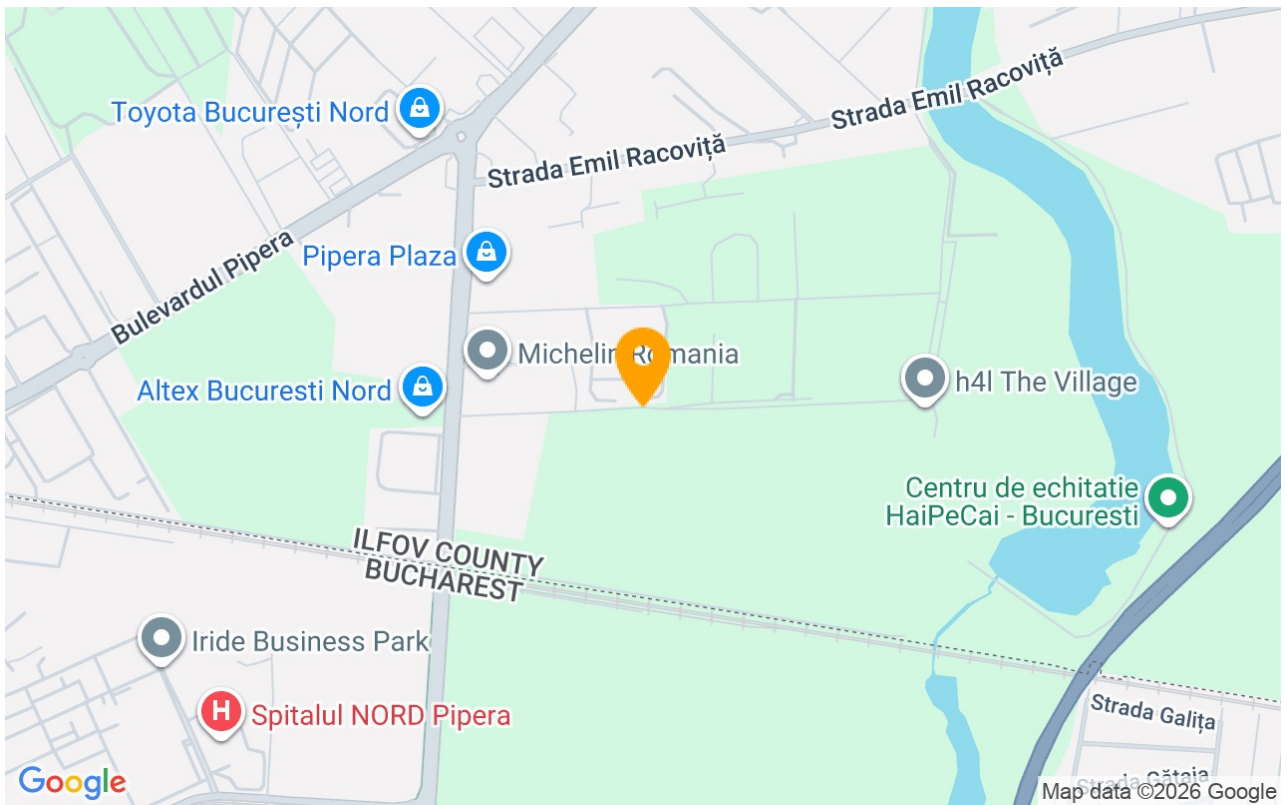 Toyota București Nord
Strada Emil Racoviță
Strada Emil Racoviță
Bulevardul Pipera
Pipera Plaza
Michelin Romania
Altex Bucuresti Nord
h4l The Village
Centru de echitatie
HaiPeCai - Bucuresti
ILFOV COUNTY
BUCHAREST
Iride Business Park
H
Spitalul NORD Pipera
Strada Galița
Strada Gătaia
Google
Map data ©2026 Google